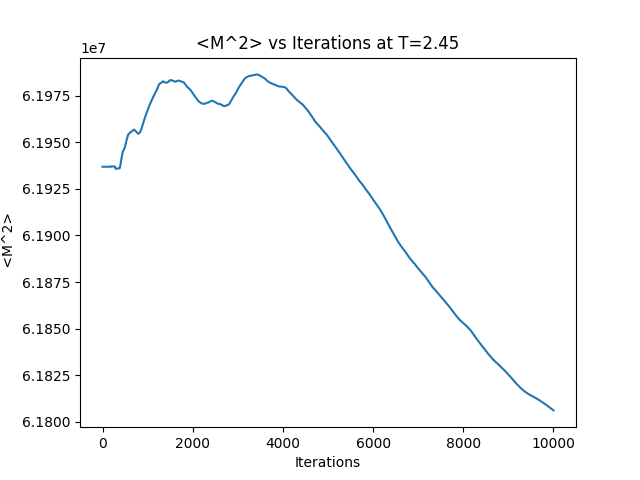 <M^2> vs Iterations at T=2.45
1e7
6.1975
6.1950
6.1925
6.1900
6.1875
6.1850
6.1825
6.1800
<M^2>
0 2000 4000 6000 8000 10000
Iterations